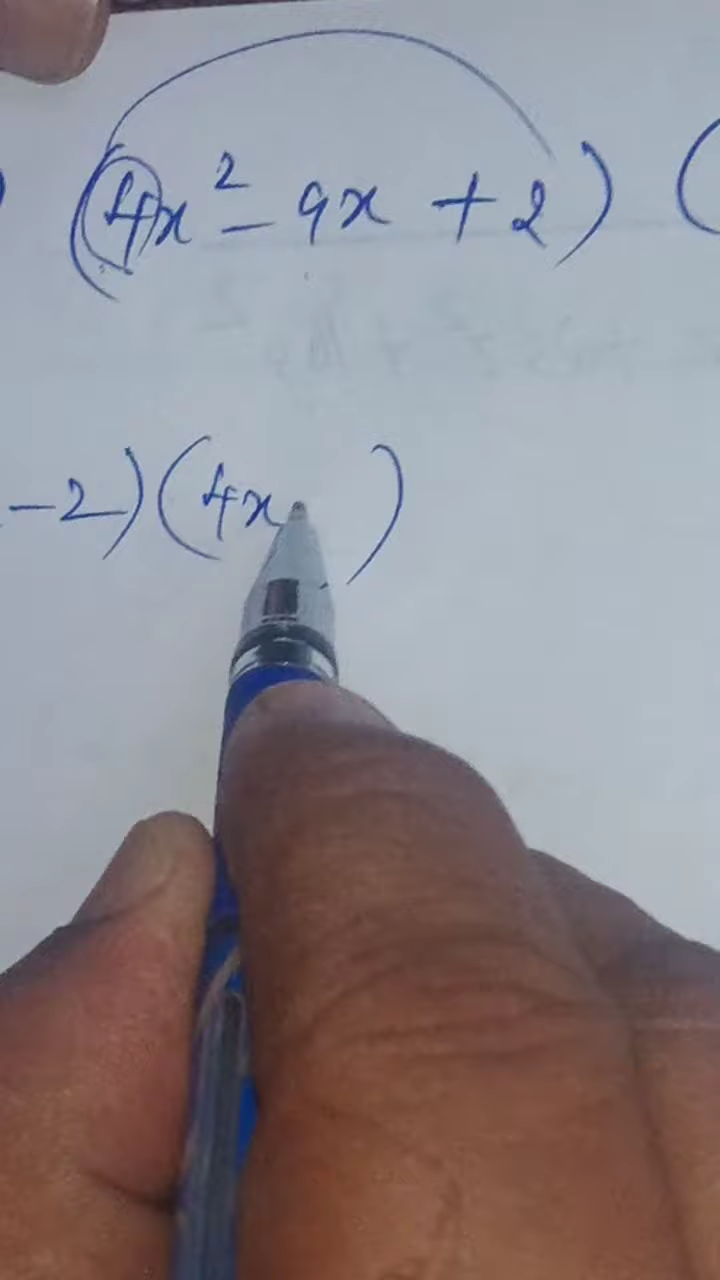 ) (4x² - 9x + 2) (
- 2) (4x )